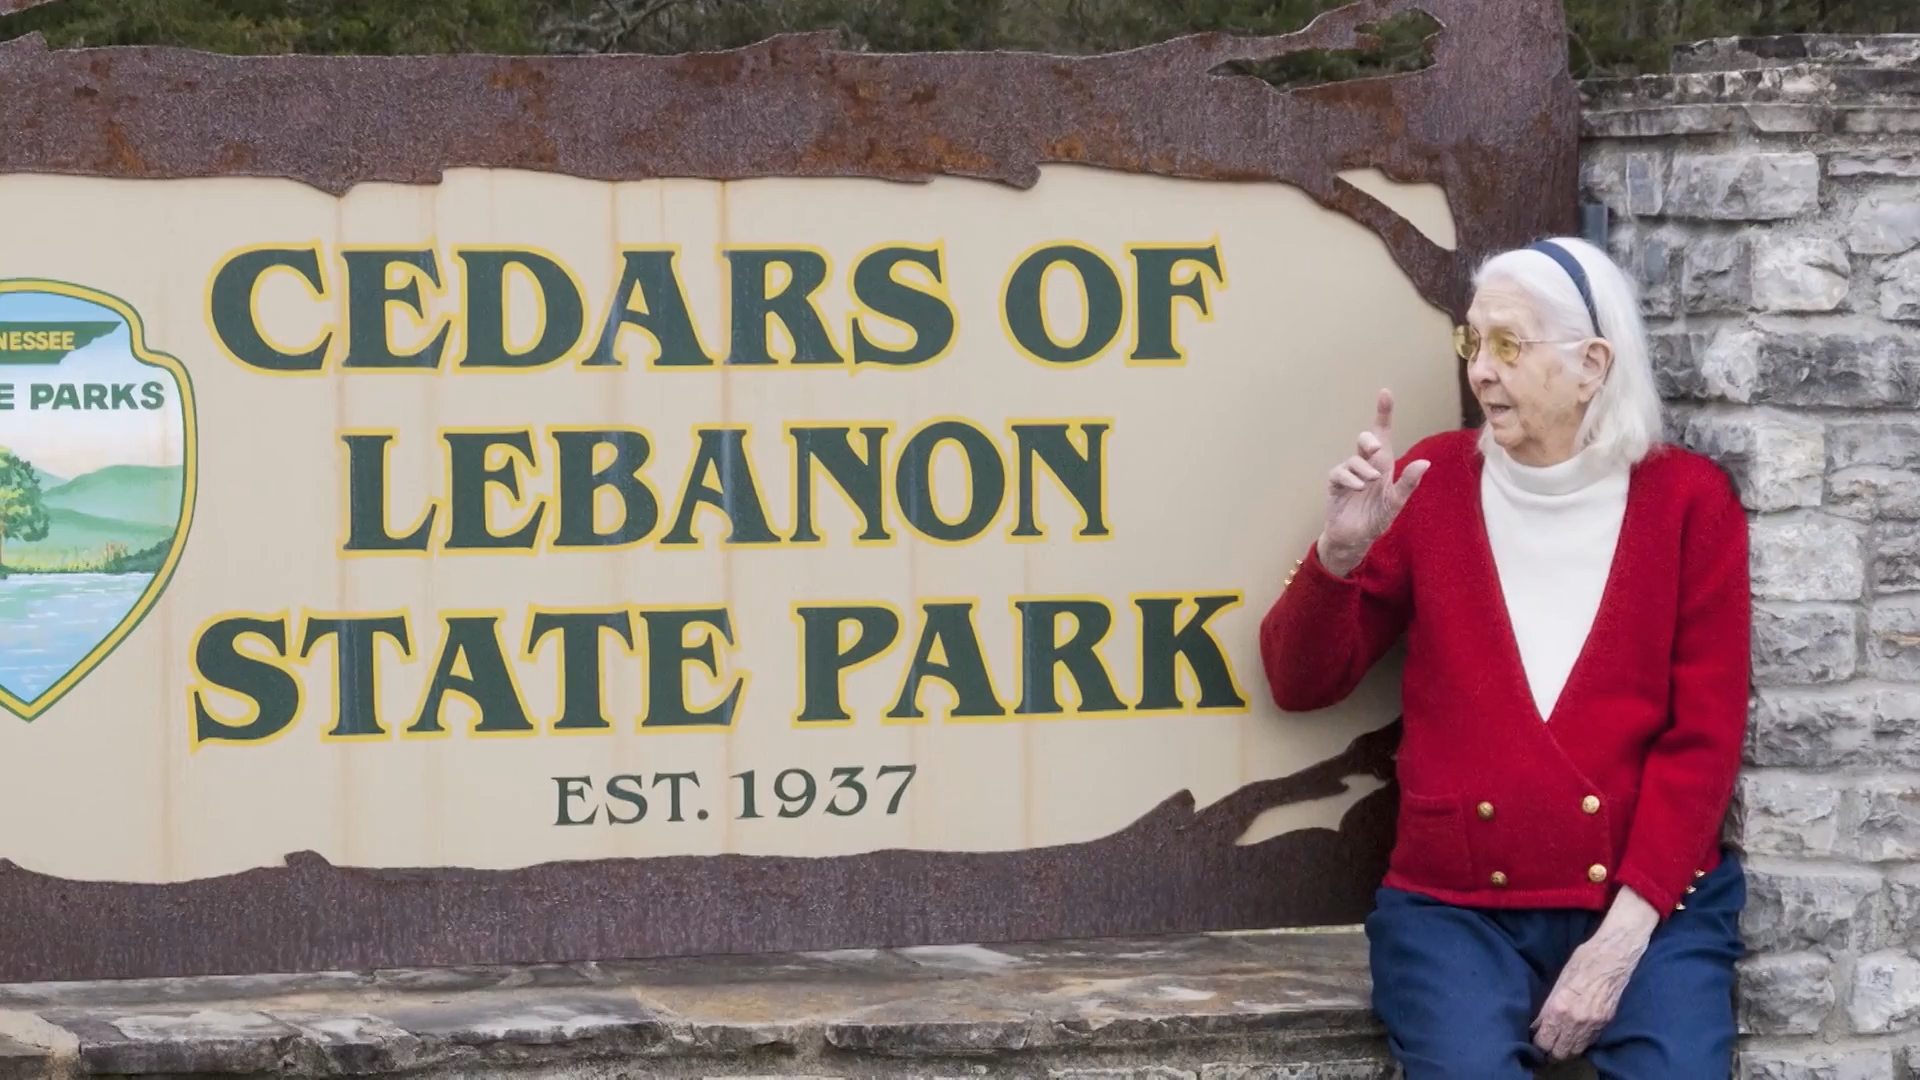 NESSEE
E PARKS
CEDARS OF
LEBANON
STATE PARK
EST. 1937